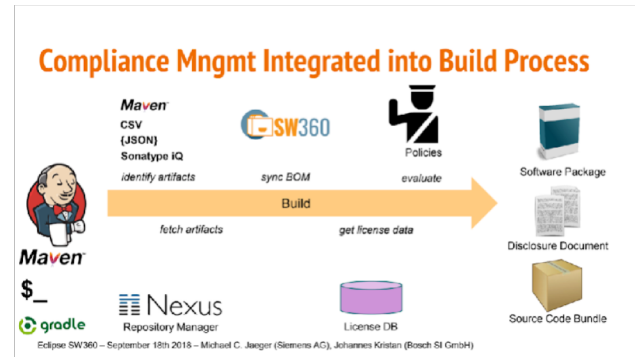 Compliance Mngmt Integrated into Build Process
Maven
CSV
{JSON}
Sonatype iQ
SW360
Policies
identify artifacts
sync BOM
evaluate
Build
fetch artifacts
get license data
Maven
$_
gradle
Nexus
Repository Manager
License DB
Software Package
Disclosure Document
Source Code Bundle
Eclipse SW360 – September 18th 2018 – Michael C. Jaeger (Siemens AG), Johannes Kristan (Bosch SI GmbH)